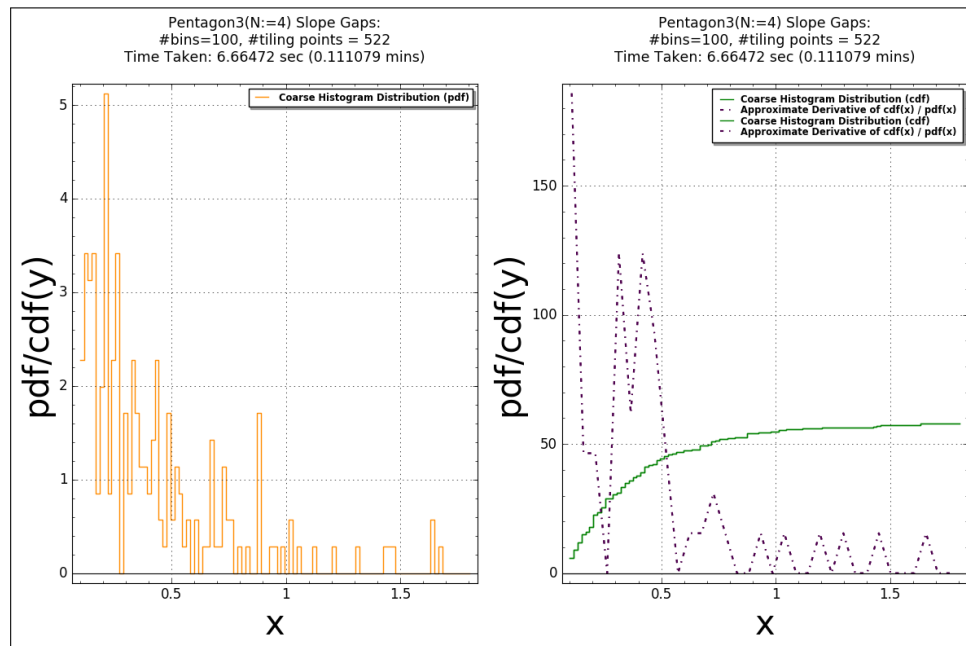 Pentagon3(N:=4) Slope Gaps:
#bins=100, #tiling points = 522
Time Taken: 6.66472 sec (0.111079 mins)
Coarse Histogram Distribution (pdf)
5
4
3
2
1
0
0.5
1
1.5
x
pdf/cdf(y)
Pentagon3(N:=4) Slope Gaps:
#bins=100, #tiling points = 522
Time Taken: 6.66472 sec (0.111079 mins)
Coarse Histogram Distribution (cdf)
Approximate Derivative of cdf(x) / pdf(x)
Coarse Histogram Distribution (cdf)
Approximate Derivative of cdf(x) / pdf(x)
150
100
50
0
0.5
1
1.5
x
pdf/cdf(y)